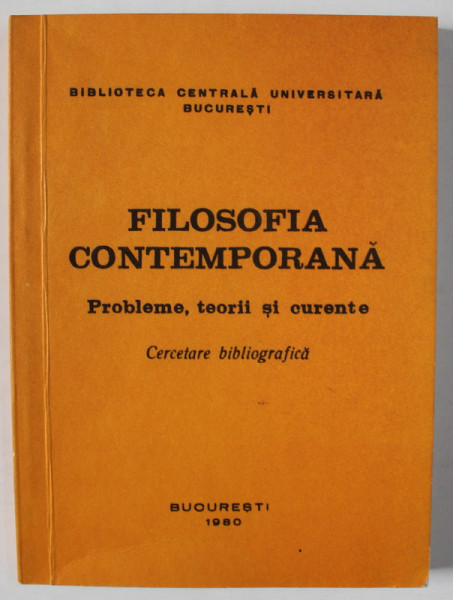 BIBLIOTECA CENTRALĂ UNIVERSITARĂ
BUCUREȘTI
FILOSOFIA
CONTEMPORANĂ
Probleme, teorii și curente
Cercetare bibliografică
BUCUREȘTI
1980